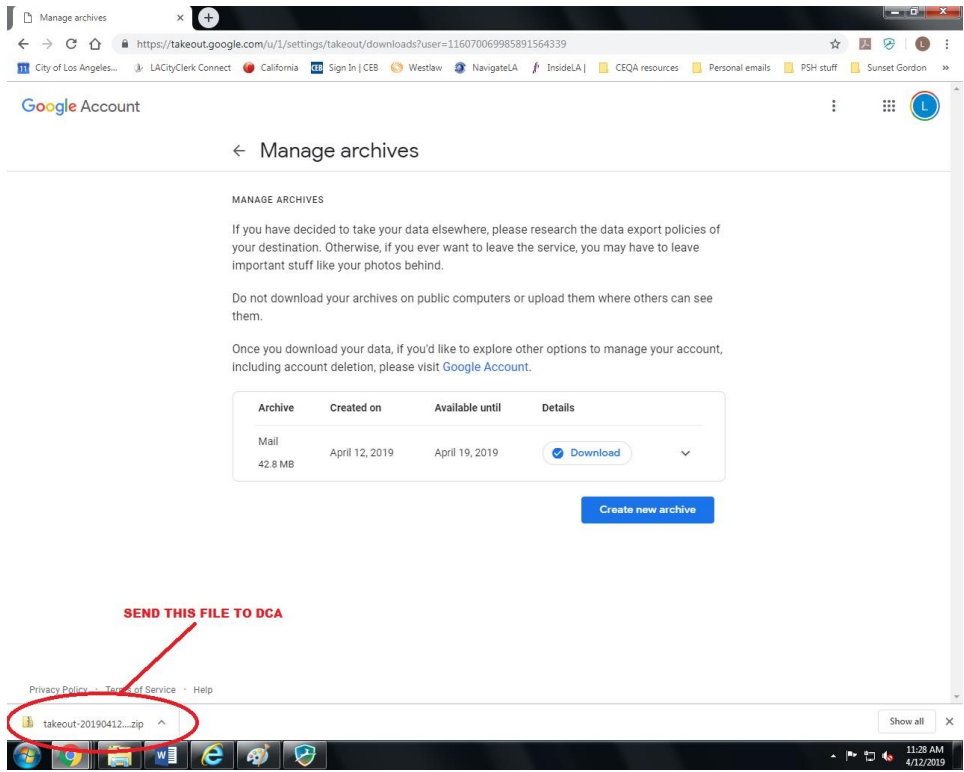 Manage archives
https://takeout.google.com/u/1/settings/takeout/downloads?user=116070069985891564339
City of Los Angeles... LACityClerk Connect California CEB Sign In | CEB Westlaw NavigateLA InsideLA | CEQA resources Personal emails PSH stuff Sunset Gordon »
Google Account
L
Manage archives
MANAGE ARCHIVES
If you have decided to take your data elsewhere, please research the data export policies of
your destination. Otherwise, if you ever want to leave the service, you may have to leave
important stuff like your photos behind.
Do not download your archives on public computers or upload them where others can see
them.
Once you download your data, if you'd like to explore other options to manage your account,
including account deletion, please visit Google Account.
Archive Created on Available until Details
Mail
42.8 MB
April 12, 2019 April 19, 2019 Download
Create new archive
SEND THIS FILE TO DCA
Privacy Policy · Terms of Service · Help
takeout-20190412....zip
Show all
11:28 AM
4/12/2019